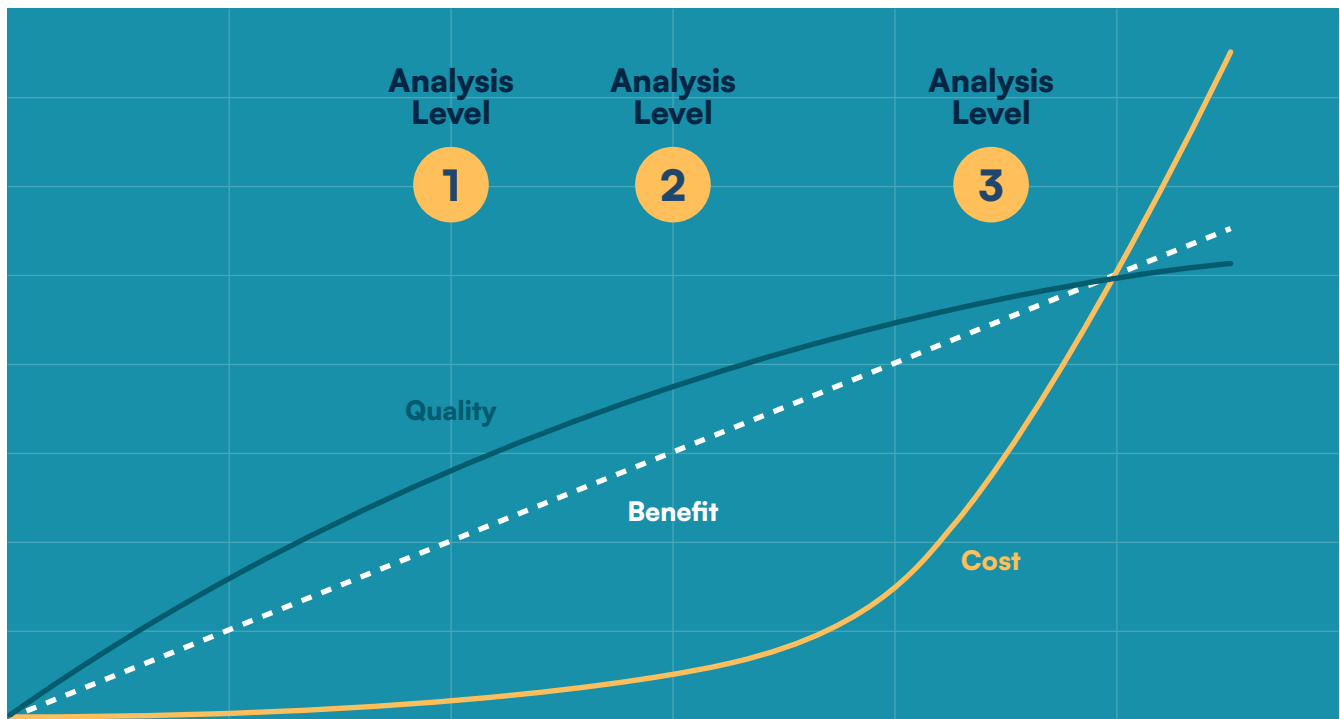 Analysis
Level
1
Analysis
Level
2
Analysis
Level
3
Quality
Benefit
Cost